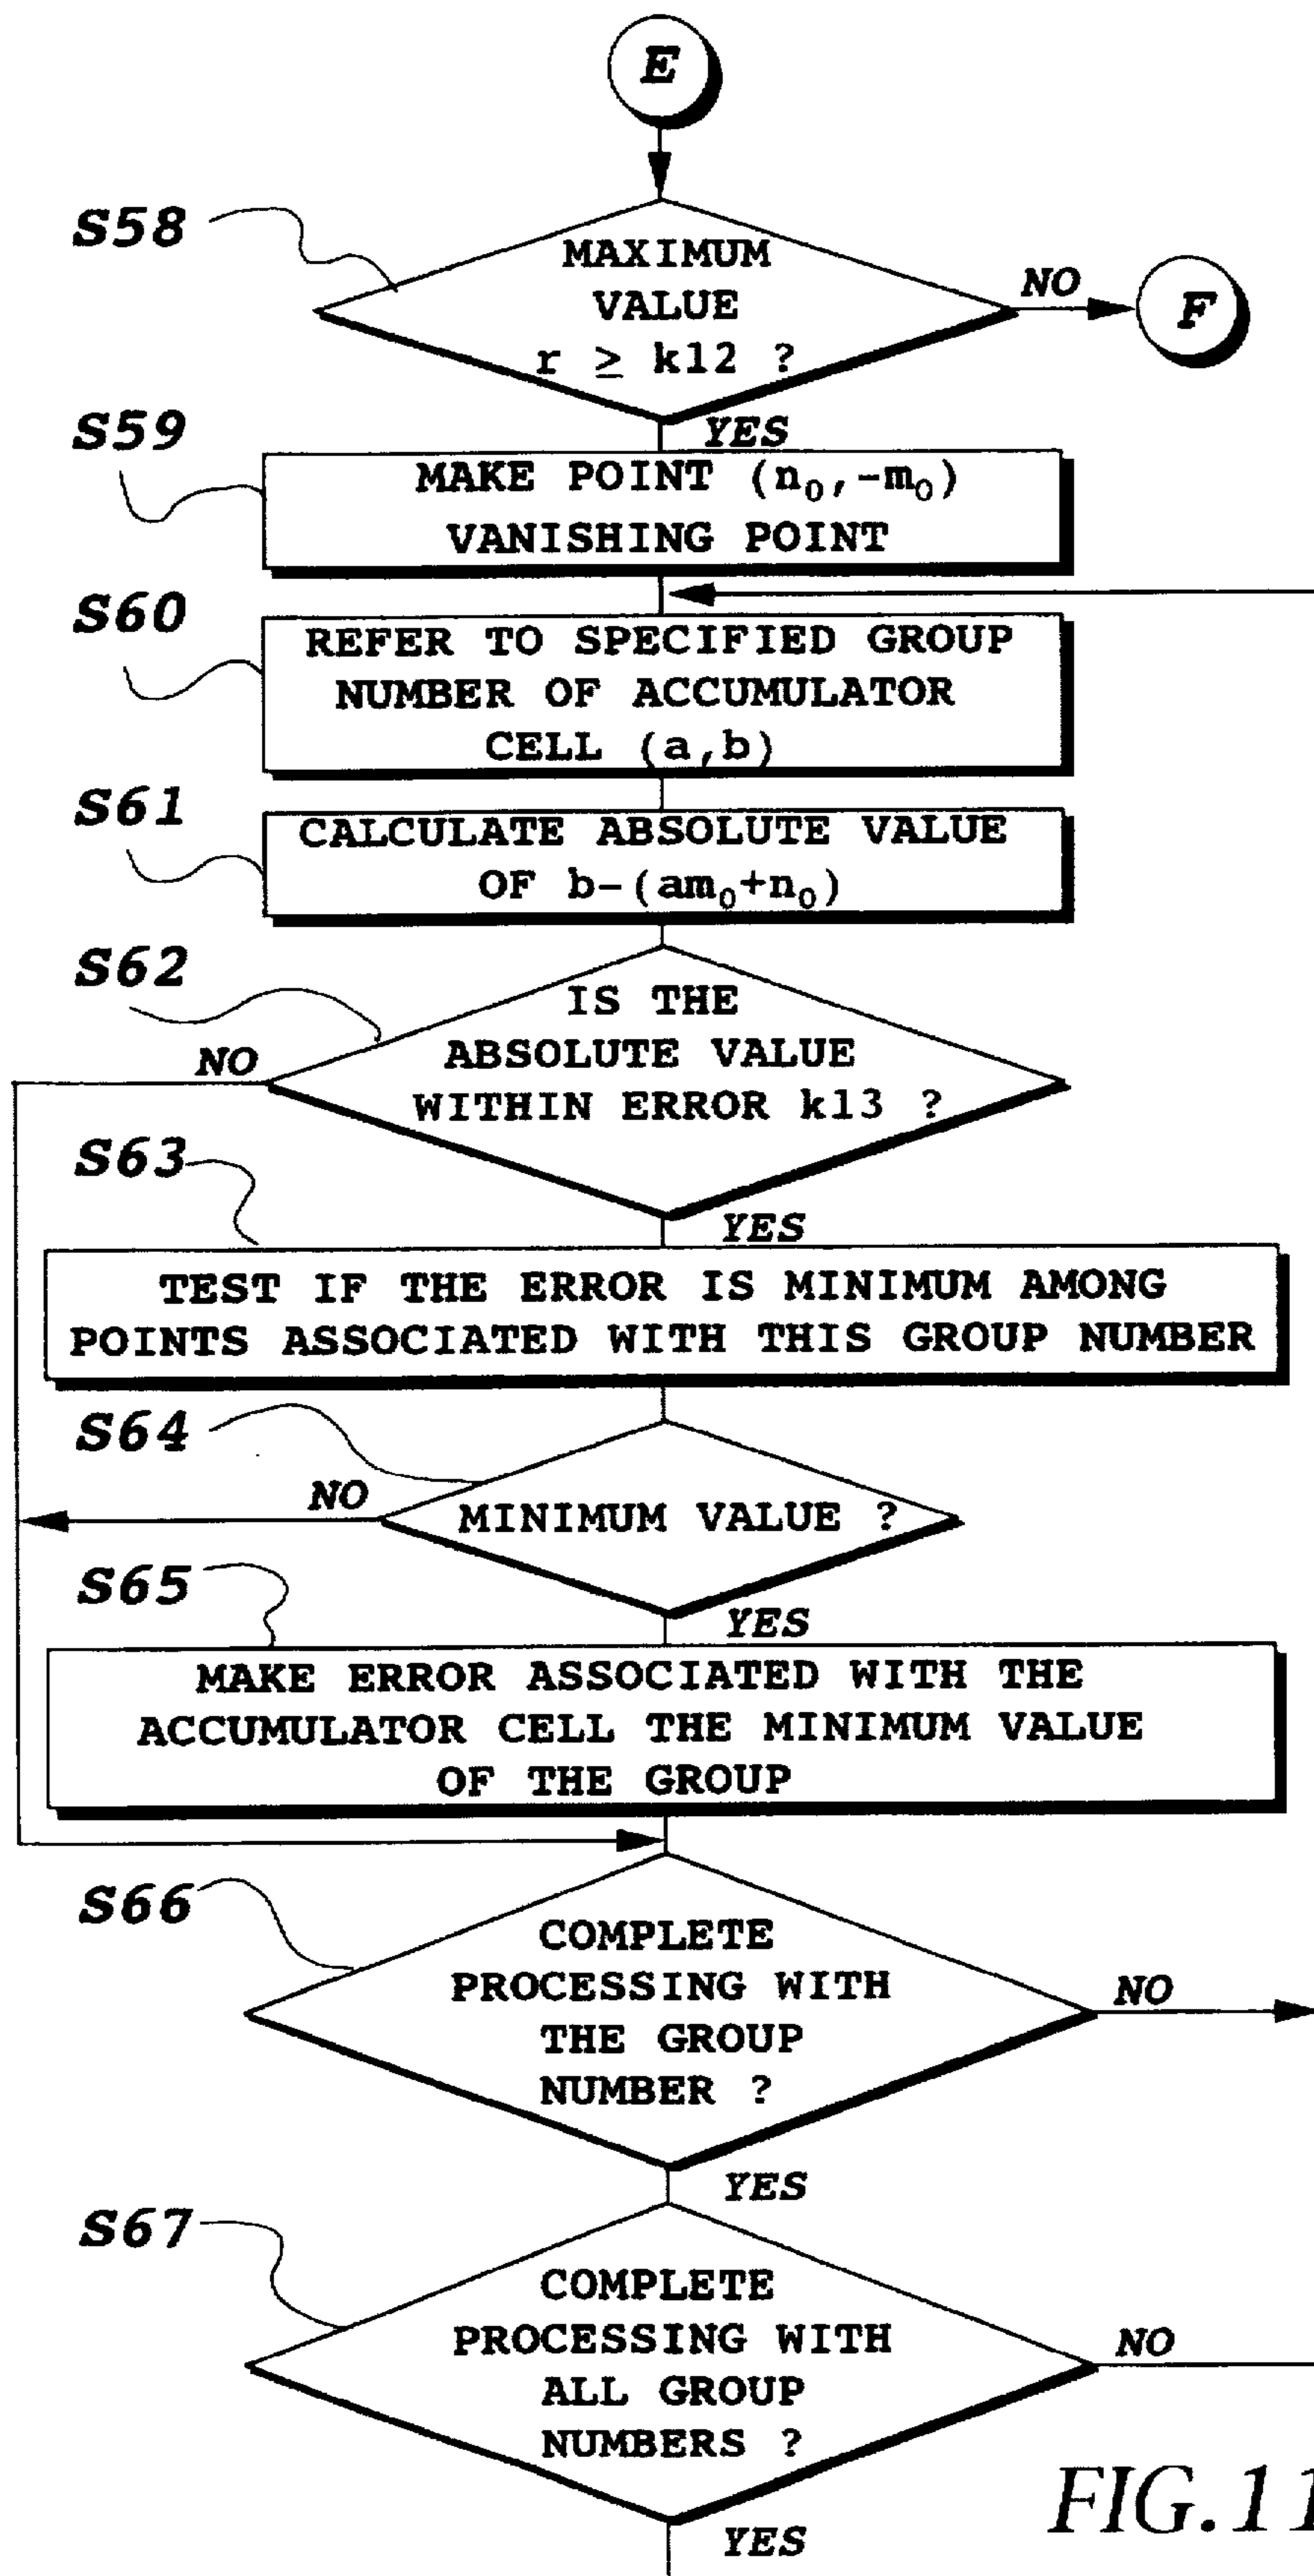 E
S58
MAXIMUM
VALUE
r ≥ k12 ?
NO
F
YES
S59
MAKE POINT (n₀,-m₀)
VANISHING POINT
S60
REFER TO SPECIFIED GROUP
NUMBER OF ACCUMULATOR
CELL (a,b)
S61
CALCULATE ABSOLUTE VALUE
OF b-(am₀+n₀)
S62
IS THE
ABSOLUTE VALUE
WITHIN ERROR k13 ?
NO
YES
S63
TEST IF THE ERROR IS MINIMUM AMONG
POINTS ASSOCIATED WITH THIS GROUP NUMBER
S64
NO
MINIMUM VALUE ?
YES
S65
MAKE ERROR ASSOCIATED WITH THE
ACCUMULATOR CELL THE MINIMUM VALUE
OF THE GROUP
S66
COMPLETE
PROCESSING WITH
THE GROUP
NUMBER ?
NO
YES
S67
COMPLETE
PROCESSING WITH
ALL GROUP
NUMBERS ?
NO
YES
FIG.11